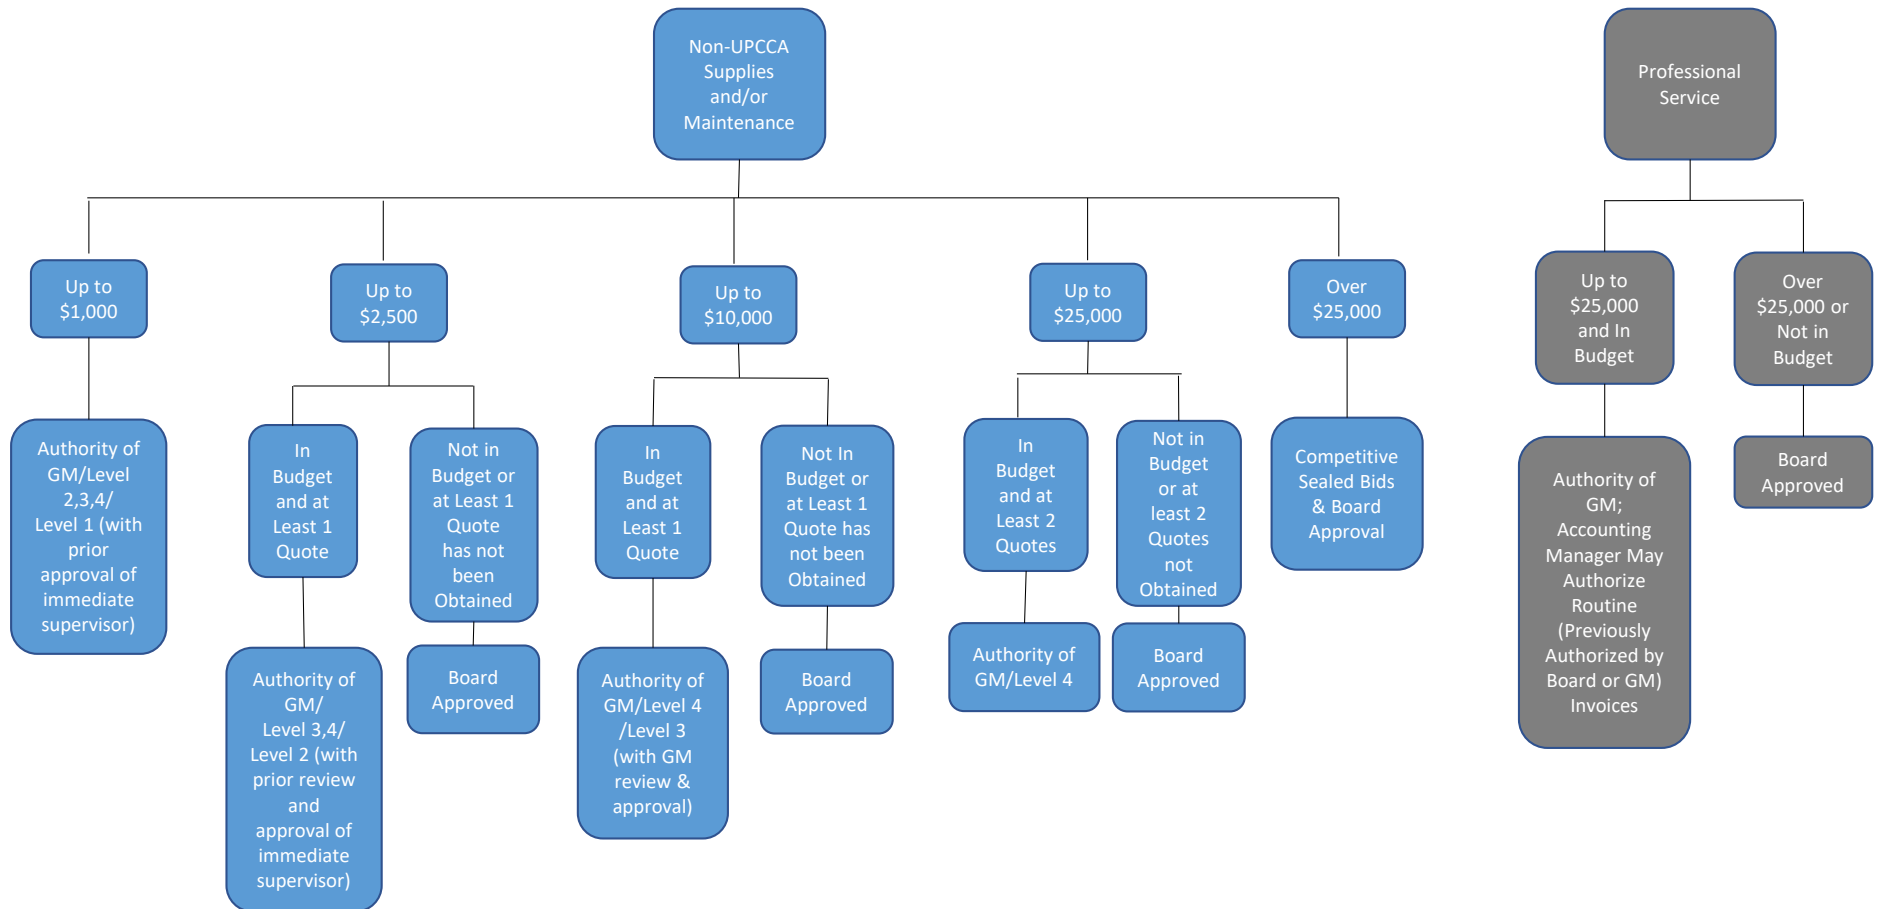 Non-UPCCA
Supplies
and/or
Maintenance
Professional
Service
Up to
$1,000
Up to
$2,500
Up to
$10,000
Up to
$25,000
Over
$25,000
Up to
$25,000
and In
Budget
Over
$25,000 or
Not in
Budget
Authority of
GM/Level
2,3,4/
Level 1 (with
prior
approval of
immediate
supervisor)
In
Budget
and at
Least 1
Quote
Not in
Budget or
at Least 1
Quote
has not
been
Obtained
In
Budget
and at
Least 1
Quote
Not In
Budget or
at Least 1
Quote has
not been
Obtained
In
Budget
and at
Least 2
Quotes
Not in
Budget
or at
least 2
Quotes
not
Obtained
Competitive
Sealed Bids
& Board
Approval
Authority of
GM;
Accounting
Manager May
Authorize
Routine
(Previously
Authorized by
Board or GM)
Invoices
Board
Approved
Authority of
GM/
Level 3,4/
Level 2 (with
prior review
and
approval of
immediate
supervisor)
Board
Approved
Authority of
GM/Level 4
/Level 3
(with GM
review &
approval)
Board
Approved
Authority of
GM/Level 4
Board
Approved